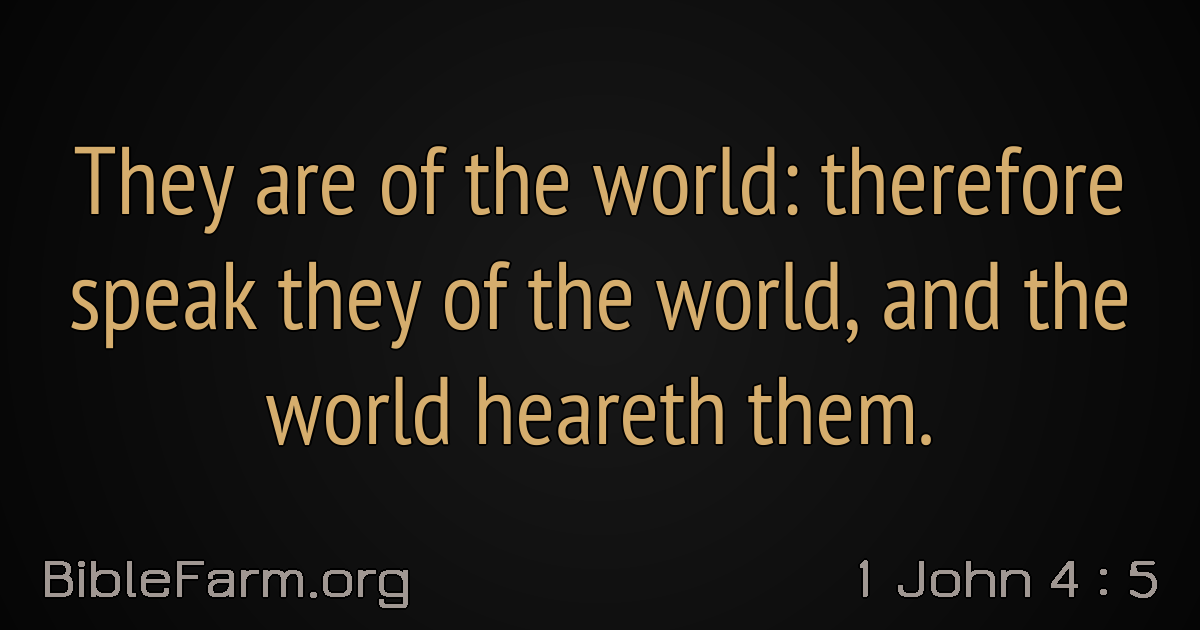 They are of the world: therefore
speak they of the world, and the
world heareth them.
BibleFarm.org
1 John 4 : 5